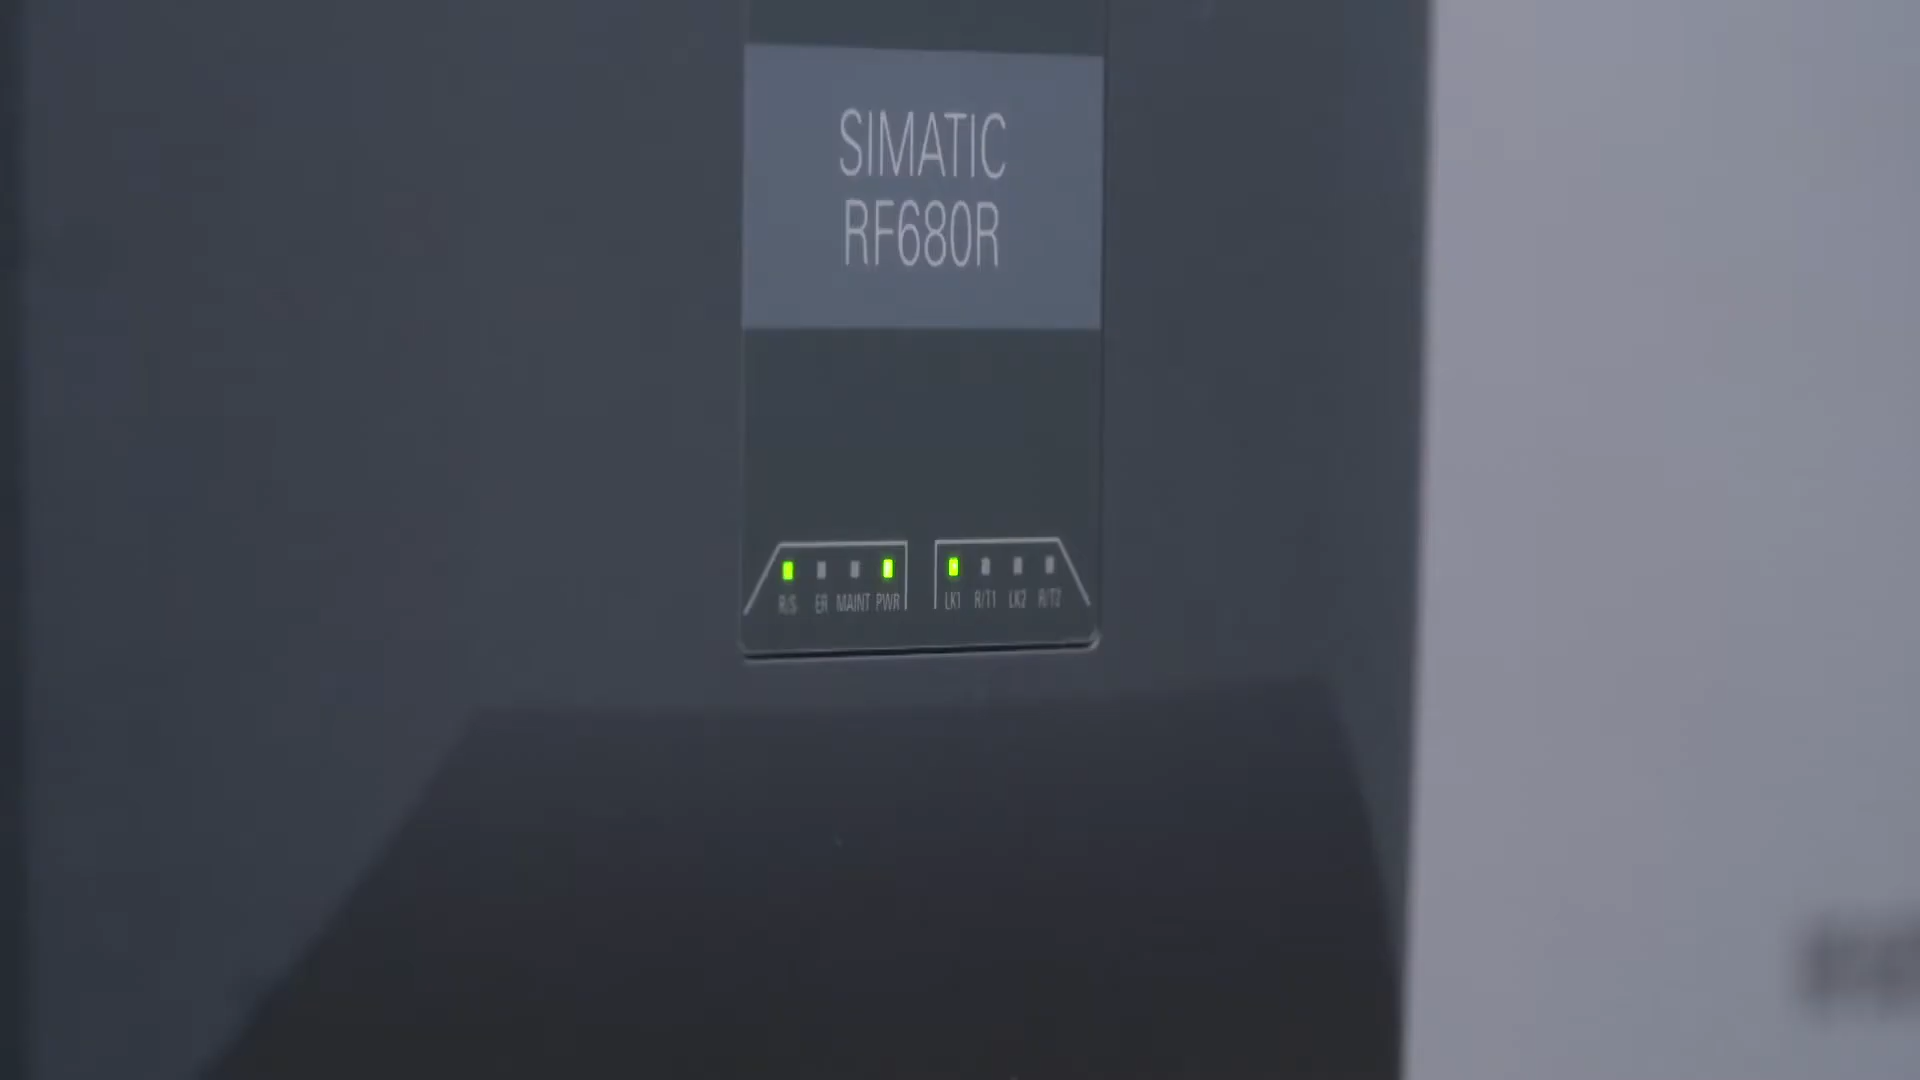 SIMATIC
RF680R
R/S ER MAINT PWR LK1 R/T1 LK2 R/T2